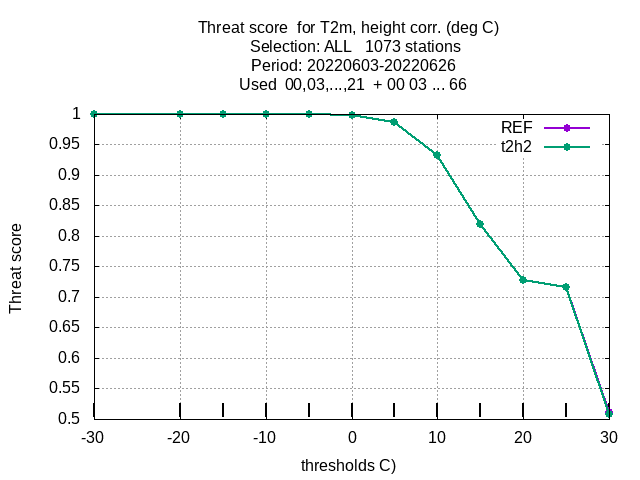 Threat score  for T2m, height corr. (deg C)
Selection: ALL   1073 stations
Period: 20220603-20220626
Used  00,03,...,21  + 00 03 ... 66
REF
t2h2
1
0.95
0.9
0.85
0.8
0.75
0.7
0.65
0.6
0.55
0.5
Threat score
-30
-20
-10
0
10
20
30
thresholds C)